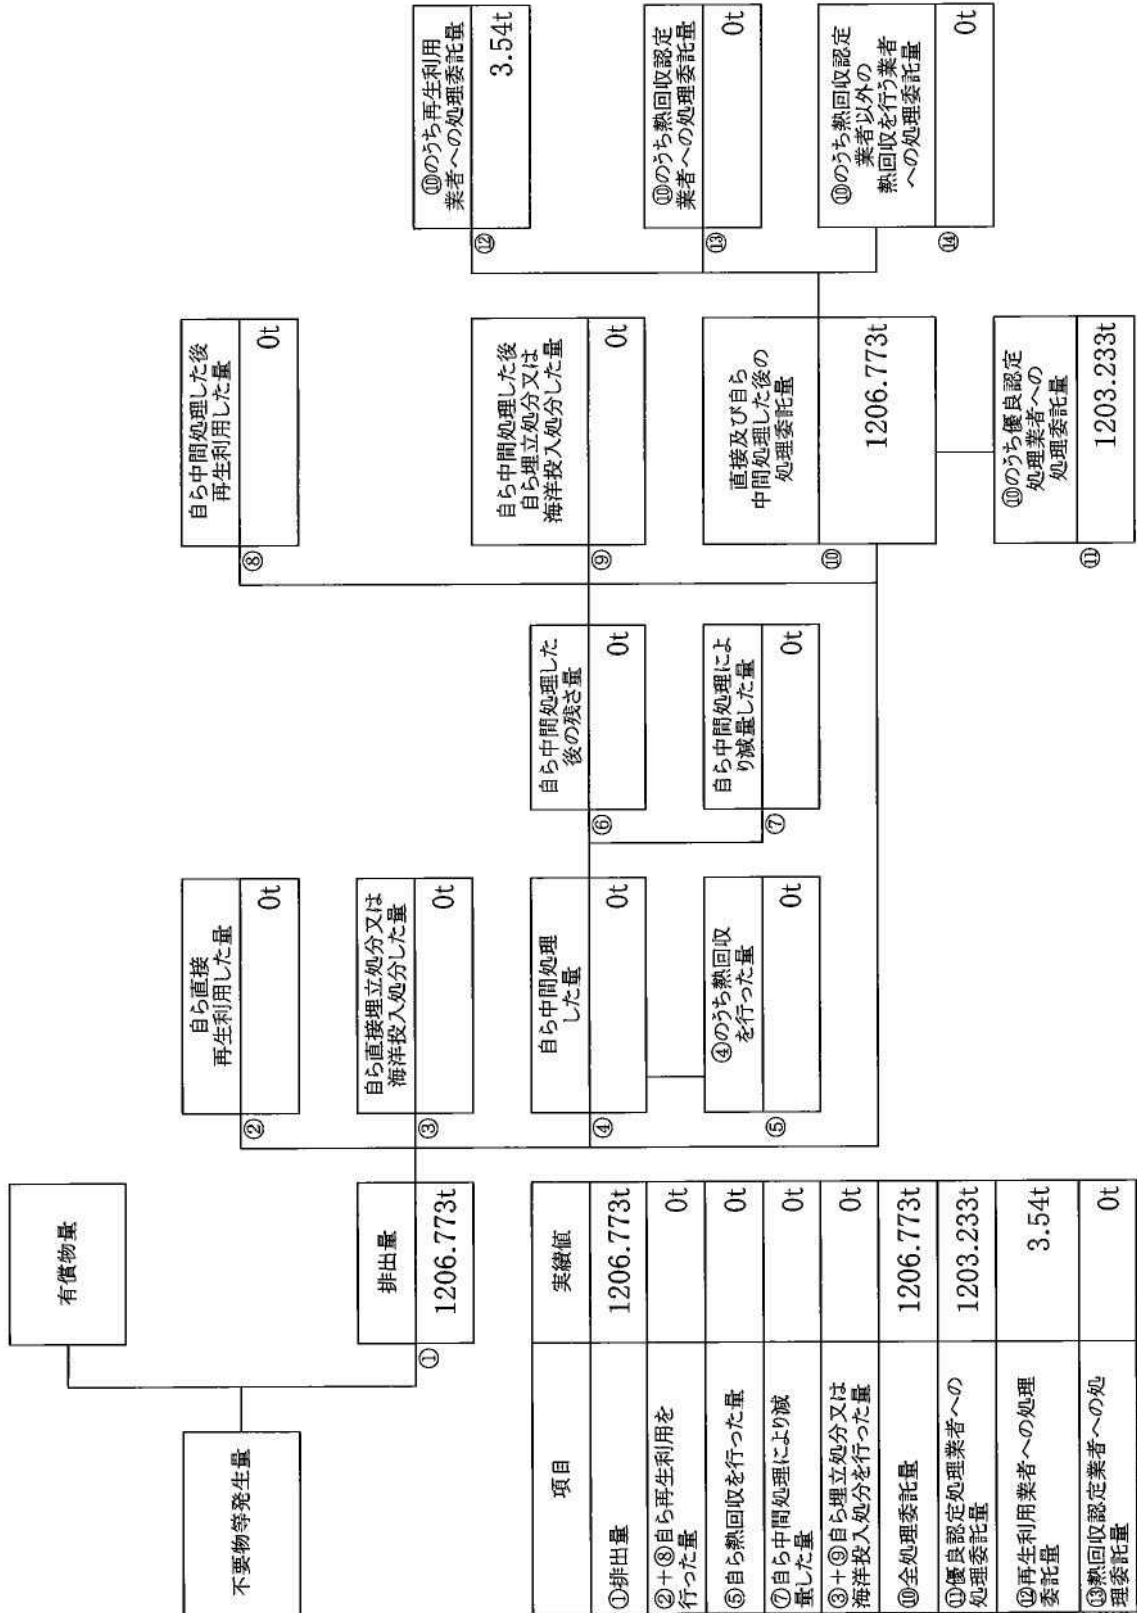 不要物等発生量
有償物量
排出量
①
1206.773t
自ら直接
再生利用した量
②
0t
自ら直接埋立処分又は
海洋投入処分した量
③
0t
自ら中間処理
した量
④
0t
④のうち熱回収
を行った量
⑤
0t
自ら中間処理した
後の残さ量
⑥
0t
自ら中間処理によ
り減量した量
⑦
0t
自ら中間処理した後
再生利用した量
⑧
0t
自ら中間処理した後
自ら埋立処分又は
海洋投入処分した量
⑨
0t
直接及び自ら
中間処理した後の
処理委託量
⑩
1206.773t
⑩のうち優良認定
処理業者への
処理委託量
⑪
1203.233t
⑩のうち再生利用
業者への処理委託量
⑫
3.54t
⑩のうち熱回収認定
業者への処理委託量
⑬
0t
⑩のうち熱回収認定
業者以外の
熱回収を行う業者
への処理委託量
⑭
0t
項目 実績値
①排出量 1206.773t
②+⑧自ら再生利用を
行った量 0t
⑤自ら熱回収を行った量 0t
⑦自ら中間処理により減
量した量 0t
③+⑨自ら埋立処分又は
海洋投入処分を行った量 0t
⑩全処理委託量 1206.773t
⑪優良認定処理業者への
処理委託量 1203.233t
⑫再生利用業者への処理
委託量 3.54t
⑬熱回収認定業者への処
理委託量 0t